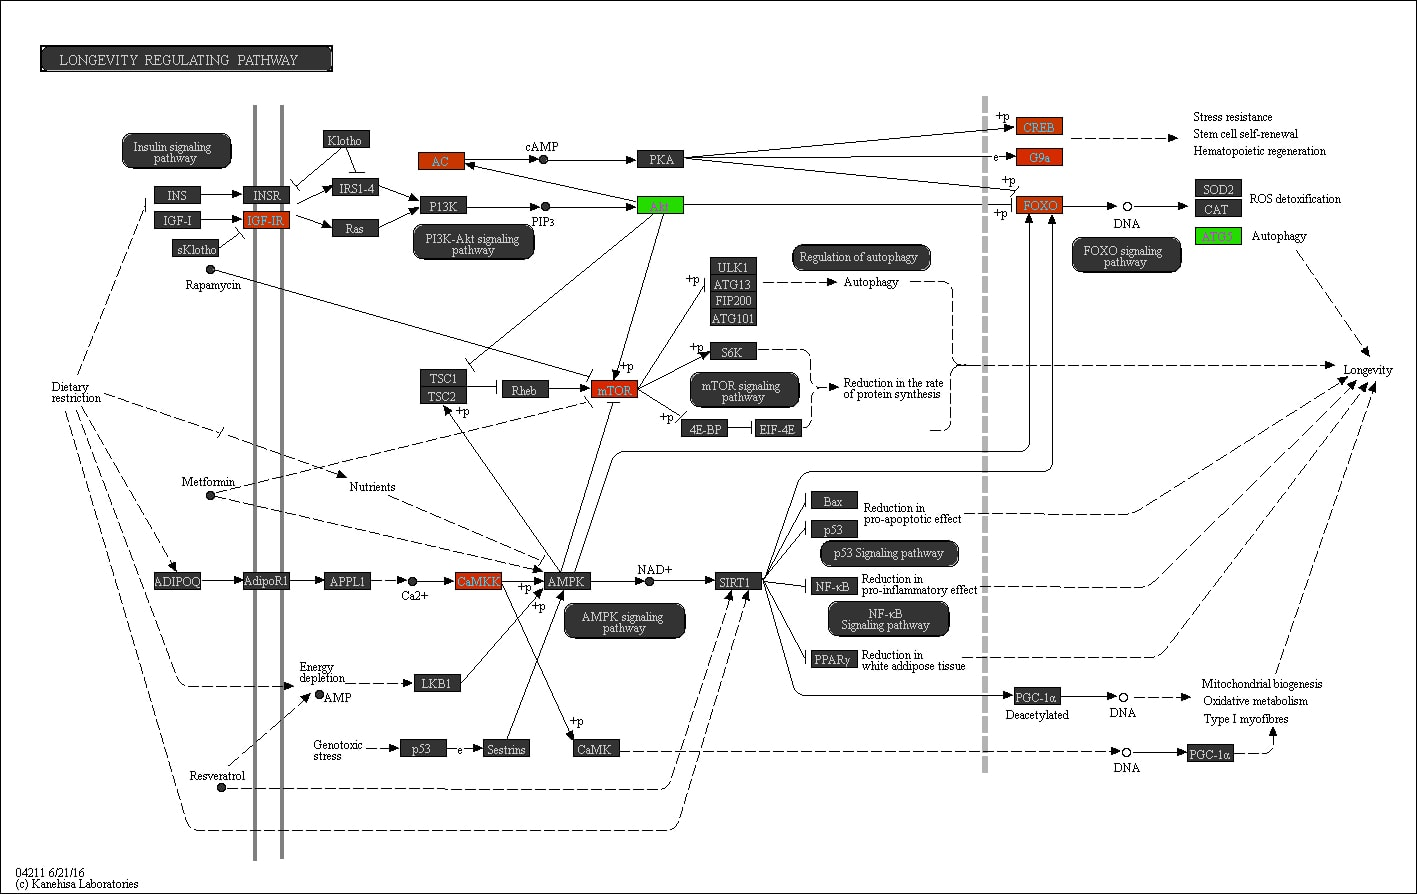 LONGEVITY REGULATING PATHWAY
Insulin signaling
pathway
Klotho
INS
INSR
IRS1-4
IGF-I
IGF-IR
Ras
sKlotho
Rapamycin
AC
cAMP
PKA
P13K
PIP3
Akt
PI3K-Akt signaling
pathway
+p
CREB
e
G9a
+p
+p
FOXO
DNA
SOD2
CAT
ROS detoxification
ATG5
Autophagy
Stress resistance
Stem cell self-renewal
Hematopoietic regeneration
FOXO signaling
pathway
Regulation of autophagy
ULK1
ATG13
FIP200
ATG101
+p
Autophagy
+p
S6K
+p
TSC1
TSC2
+p
Rheb
mTOR
mTOR signaling
pathway
Reduction in the rate
of protein synthesis
+p
4E-BP
EIF-4E
Longevity
Dietary
restriction
Metformin
Nutrients
Bax
Reduction in
pro-apoptotic effect
p53
p53 Signaling pathway
ADIPOQ
AdipoR1
APPL1
Ca2+
CaMKK
+p
+p
AMPK
NAD+
SIRT1
NF-κB
Reduction in
pro-inflammatory effect
NF-κB
Signaling pathway
AMPK signaling
pathway
PPARγ
Reduction in
white addipose tissue
Energy
depletion
AMP
LKB1
PGC-1α
Deacetylated
DNA
Mitochondrial biogenesis
Oxidative metabolism
Type I myofibres
Genotoxic
stress
p53
e
Sestrins
+p
CaMK
DNA
PGC-1α
Resveratrol
04211 6/21/16
(c) Kanehisa Laboratories